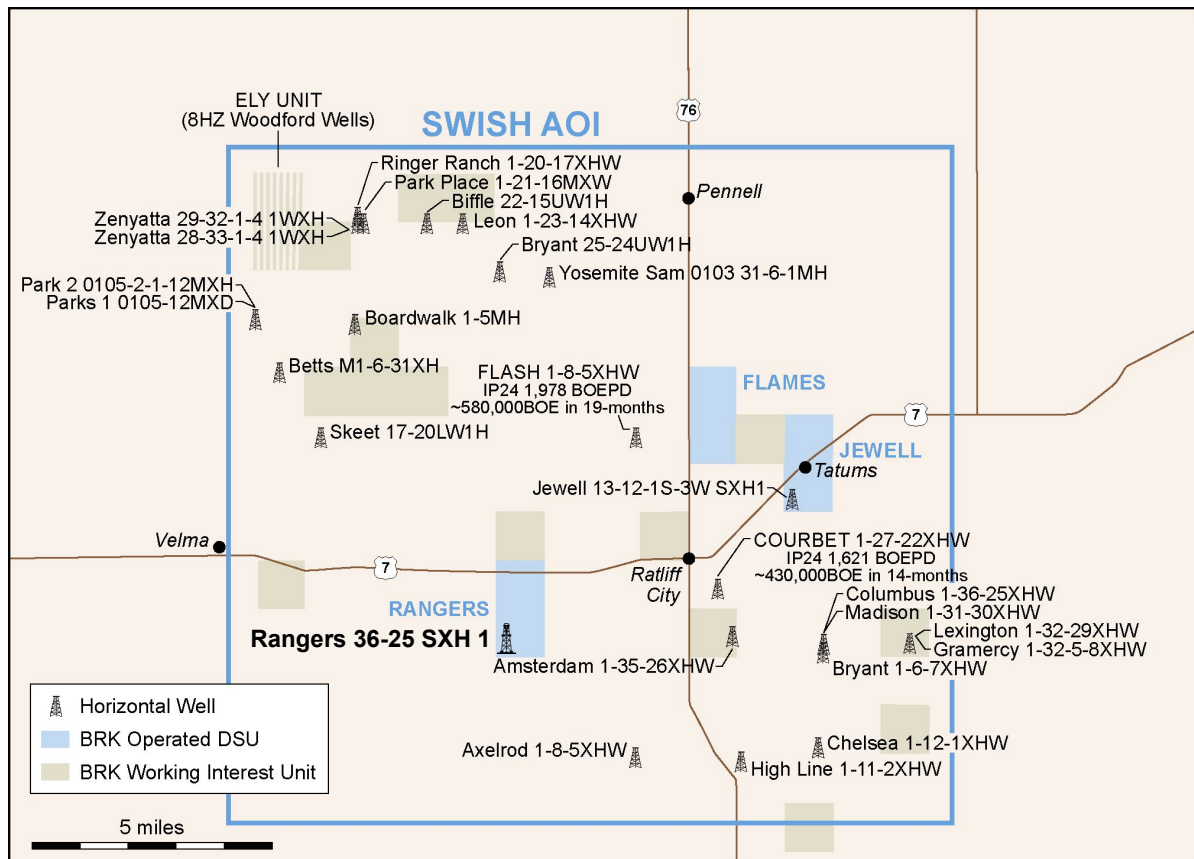 ELY UNIT
(8HZ Woodford Wells)
SWISH AOI
76
Ringer Ranch 1-20-17XHW
Park Place 1-21-16MXW
Pennell
Biffle 22-15UW1H
Zenyatta 29-32-1-4 1WXH
Leon 1-23-14XHW
Zenyatta 28-33-1-4 1WXH
Bryant 25-24UW1H
Yosemite Sam 0103 31-6-1MH
Park 2 0105-2-1-12MXH
Parks 1 0105-12MXD
Boardwalk 1-5MH
Betts M1-6-31XH
FLASH 1-8-5XHW
IP24 1,978 BOEPD
~580,000BOE in 19-months
FLAMES
7
Skeet 17-20LW1H
JEWELL
Tatums
Jewell 13-12-1S-3W SXH1
Velma
COURBET 1-27-22XHW
IP24 1,621 BOEPD
~430,000BOE in 14-months
7
Ratliff
City
Columbus 1-36-25XHW
Madison 1-31-30XHW
RANGERS
Rangers 36-25 SXH 1
Lexington 1-32-29XHW
Gramercy 1-32-5-8XHW
Amsterdam 1-35-26XHW
Bryant 1-6-7XHW
Horizontal Well
BRK Operated DSU
BRK Working Interest Unit
Axelrod 1-8-5XHW
Chelsea 1-12-1XHW
High Line 1-11-2XHW
5 miles